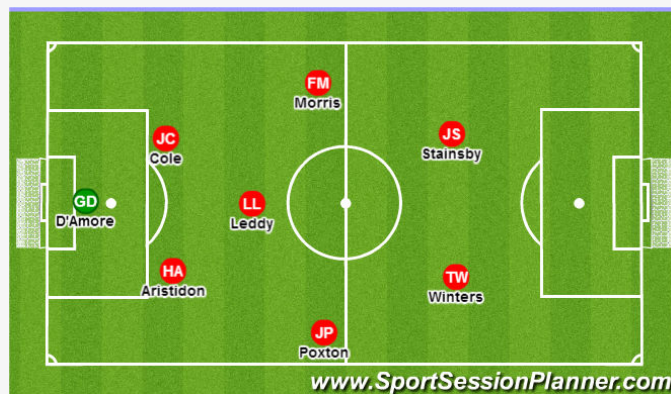 FM
Morris
JC
Cole
JS
Stainsby
GD
D'Amore
LL
Leddy
HA
Aristidon
TW
Winters
JP
Poxton
www.SportSessionPlanner.com